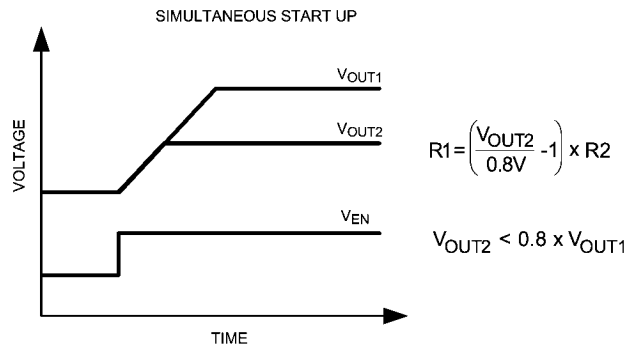 SIMULTANEOUS START UP
VOLTAGE
VOUT1
VOUT2
VEN
TIME
R1=(VOUT2/0.8V -1) x R2
VOUT2 < 0.8 x VOUT1